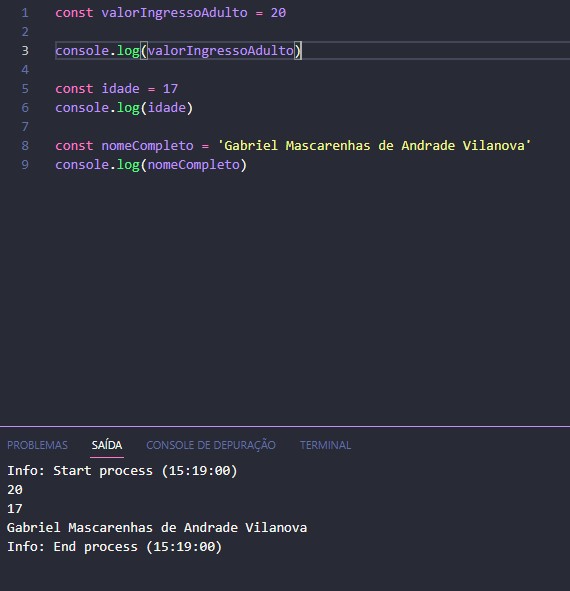 1 const valorIngressoAdulto = 20
2
3 console.log(valorIngressoAdulto)
4
5 const idade = 17
6 console.log(idade)
7
8 const nomeCompleto = 'Gabriel Mascarenhas de Andrade Vilanova'
9 console.log(nomeCompleto)
PROBLEMAS SAÍDA CONSOLE DE DEPURAÇÃO TERMINAL
Info: Start process (15:19:00)
20
17
Gabriel Mascarenhas de Andrade Vilanova
Info: End process (15:19:00)